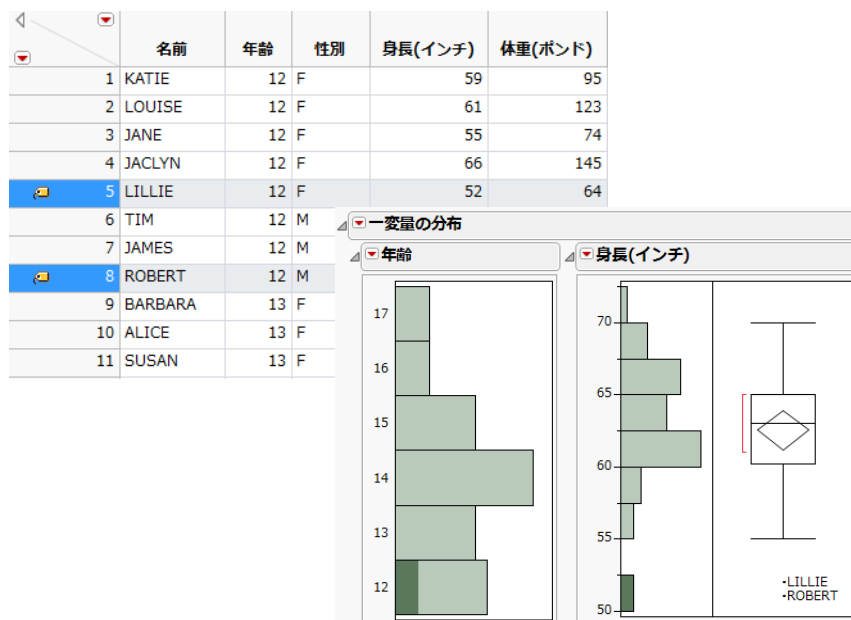 名前 年齢 性別 身長(インチ) 体重(ポンド)
1 KATIE 12 F 59 95
2 LOUISE 12 F 61 123
3 JANE 12 F 55 74
4 JACLYN 12 F 66 145
5 LILLIE 12 F 52 64
6 TIM 12 M
7 JAMES 12 M
8 ROBERT 12 M
9 BARBARA 13 F
10 ALICE 13 F
11 SUSAN 13 F
一変量の分布
年齢
17
16
15
14
13
12
身長(インチ)
70
65
60
55
50
LILLIE
ROBERT